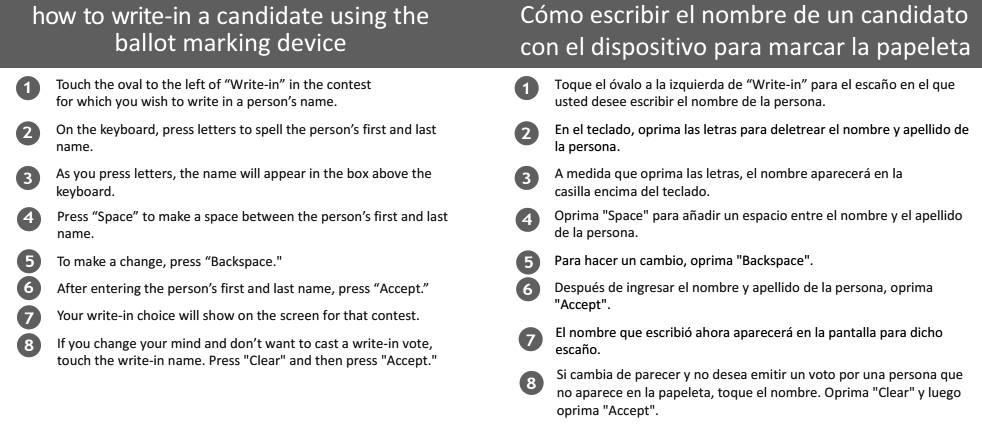 how to write-in a candidate using the
ballot marking device
1 Touch the oval to the left of “Write-in” in the contest
for which you wish to write in a person’s name.
2 On the keyboard, press letters to spell the person’s first and last
name.
3 As you press letters, the name will appear in the box above the
keyboard.
4 Press “Space” to make a space between the person’s first and last
name.
5 To make a change, press “Backspace."
6 After entering the person’s first and last name, press “Accept.”
7 Your write-in choice will show on the screen for that contest.
8 If you change your mind and don’t want to cast a write-in vote,
touch the write-in name. Press "Clear" and then press "Accept."
Cómo escribir el nombre de un candidato
con el dispositivo para marcar la papeleta
1 Toque el óvalo a la izquierda de “Write-in” para el escaño en el que
usted desee escribir el nombre de la persona.
2 En el teclado, oprima las letras para deletrear el nombre y apellido de
la persona.
3 A medida que oprima las letras, el nombre aparecerá en la
casilla encima del teclado.
4 Oprima "Space" para añadir un espacio entre el nombre y el apellido
de la persona.
5 Para hacer un cambio, oprima "Backspace".
6 Después de ingresar el nombre y apellido de la persona, oprima
"Accept".
7 El nombre que escribió ahora aparecerá en la pantalla para dicho
escaño.
8 Si cambia de parecer y no desea emitir un voto por una persona que
no aparece en la papeleta, toque el nombre. Oprima "Clear" y luego
oprima "Accept".